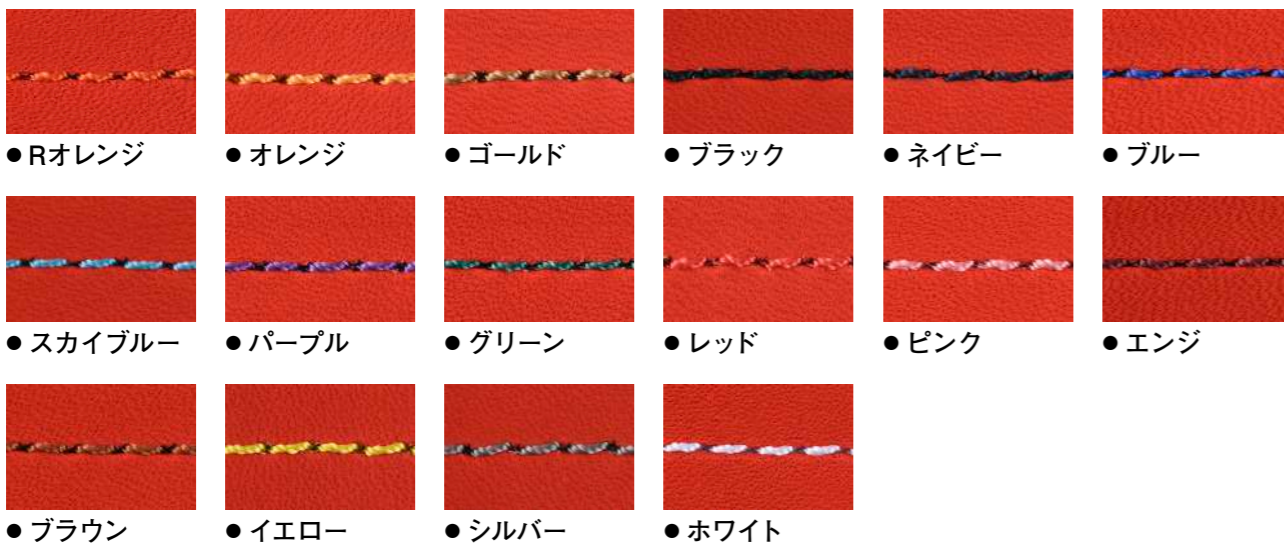 ● Rオレンジ
● オレンジ
● ゴールド
● ブラック
● ネイビー
● ブルー
● スカイブルー
● パープル
● グリーン
● レッド
● ピンク
● エンジ
● ブラウン
● イエロー
● シルバー
● ホワイト